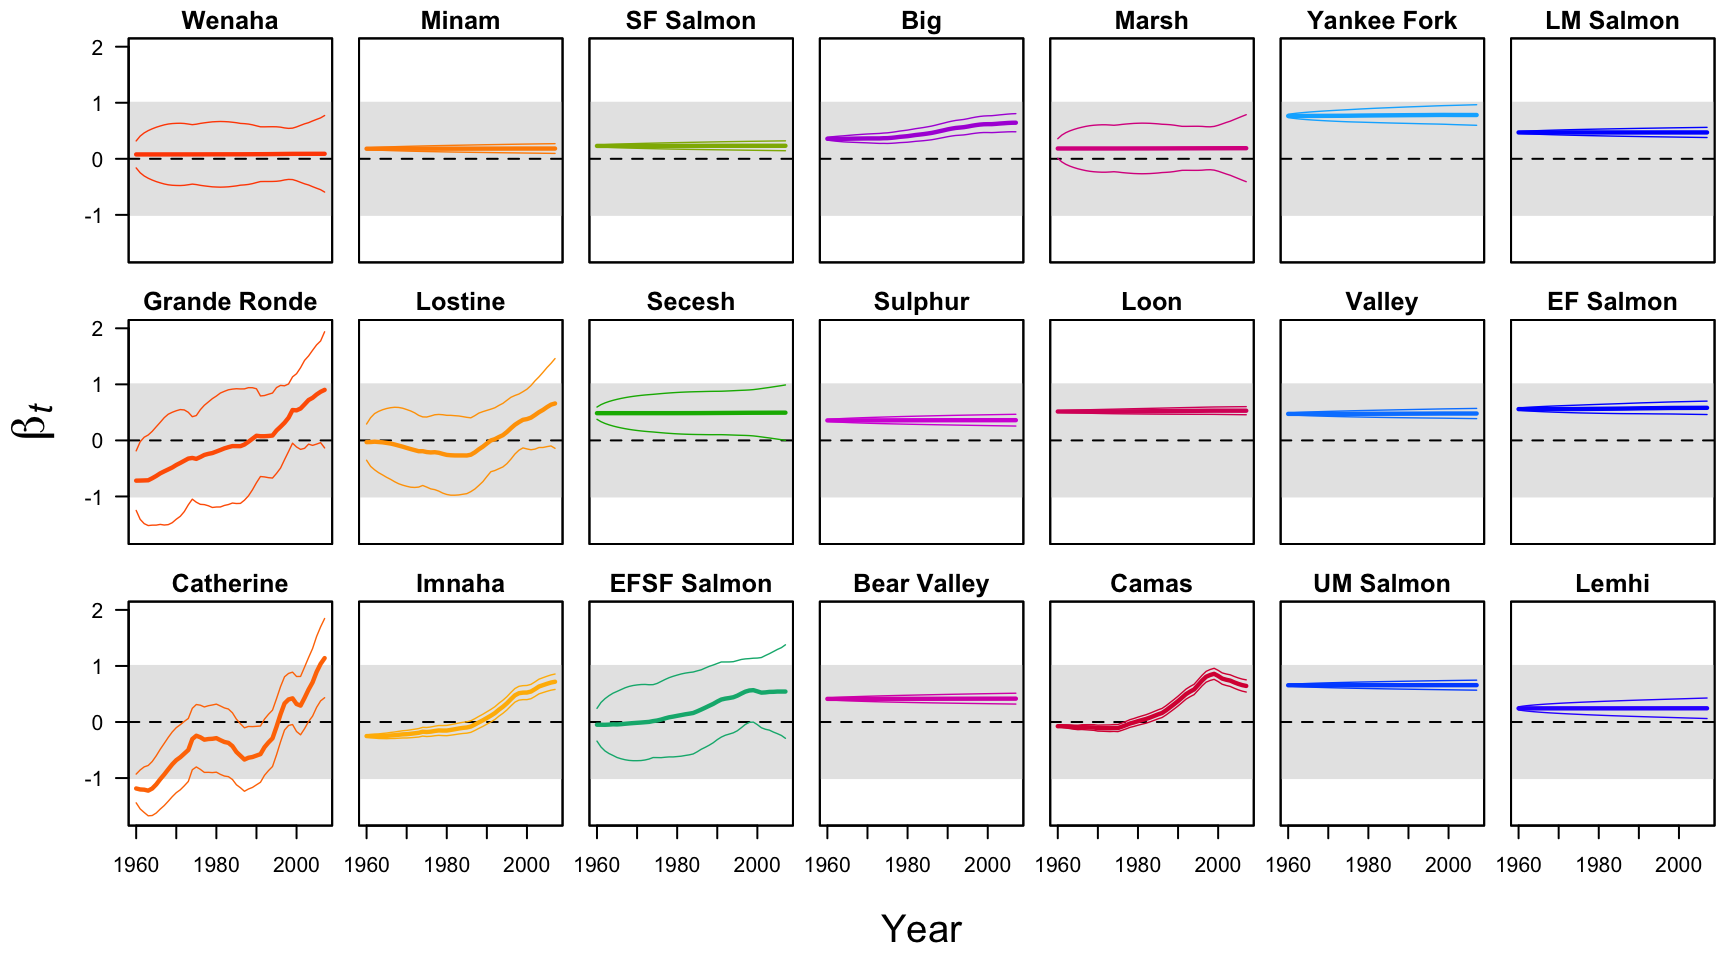 Wenaha Minam SF Salmon Big Marsh Yankee Fork LM Salmon
2
1
0
-1
Grande Ronde Lostine Secesh Sulphur Loon Valley EF Salmon
2
1
0
-1
Catherine Imnaha EFSF Salmon Bear Valley Camas UM Salmon Lemhi
2
1
0
-1
1960 1980 2000 1960 1980 2000 1960 1980 2000 1960 1980 2000 1960 1980 2000 1960 1980 2000 1960 1980 2000
βt
Year